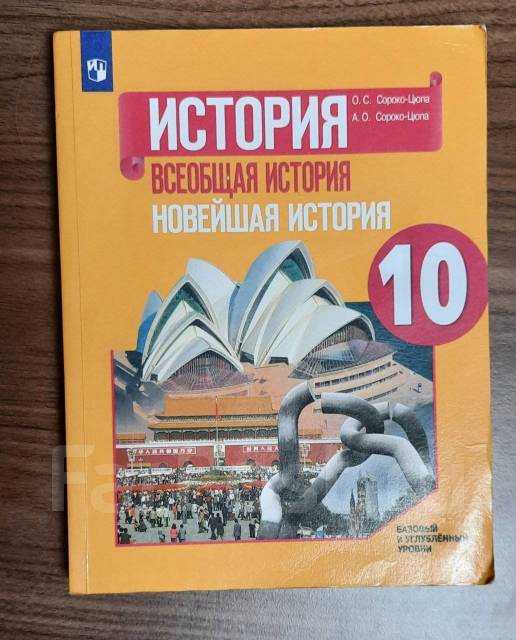 О. С. Сороко-Цюпа
А. О. Сороко-Цюпа
ИСТОРИЯ
ВСЕОБЩАЯ ИСТОРИЯ
НОВЕЙШАЯ ИСТОРИЯ
10
БАЗОВЫЙ
И УГЛУБЛЁННЫЙ
УРОВНИ